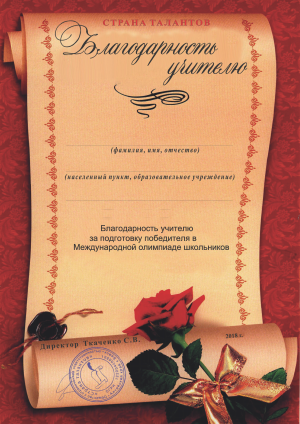 СТРАНА ТАЛАНТОВ
Благодарность
учителю
(фамилия, имя, отчество)
(населенный пункт, образовательное учреждение)
Благодарность учителю
за подготовку победителя в
Международной олимпиаде школьников
Директор Ткаченко С.В.
2018 г.